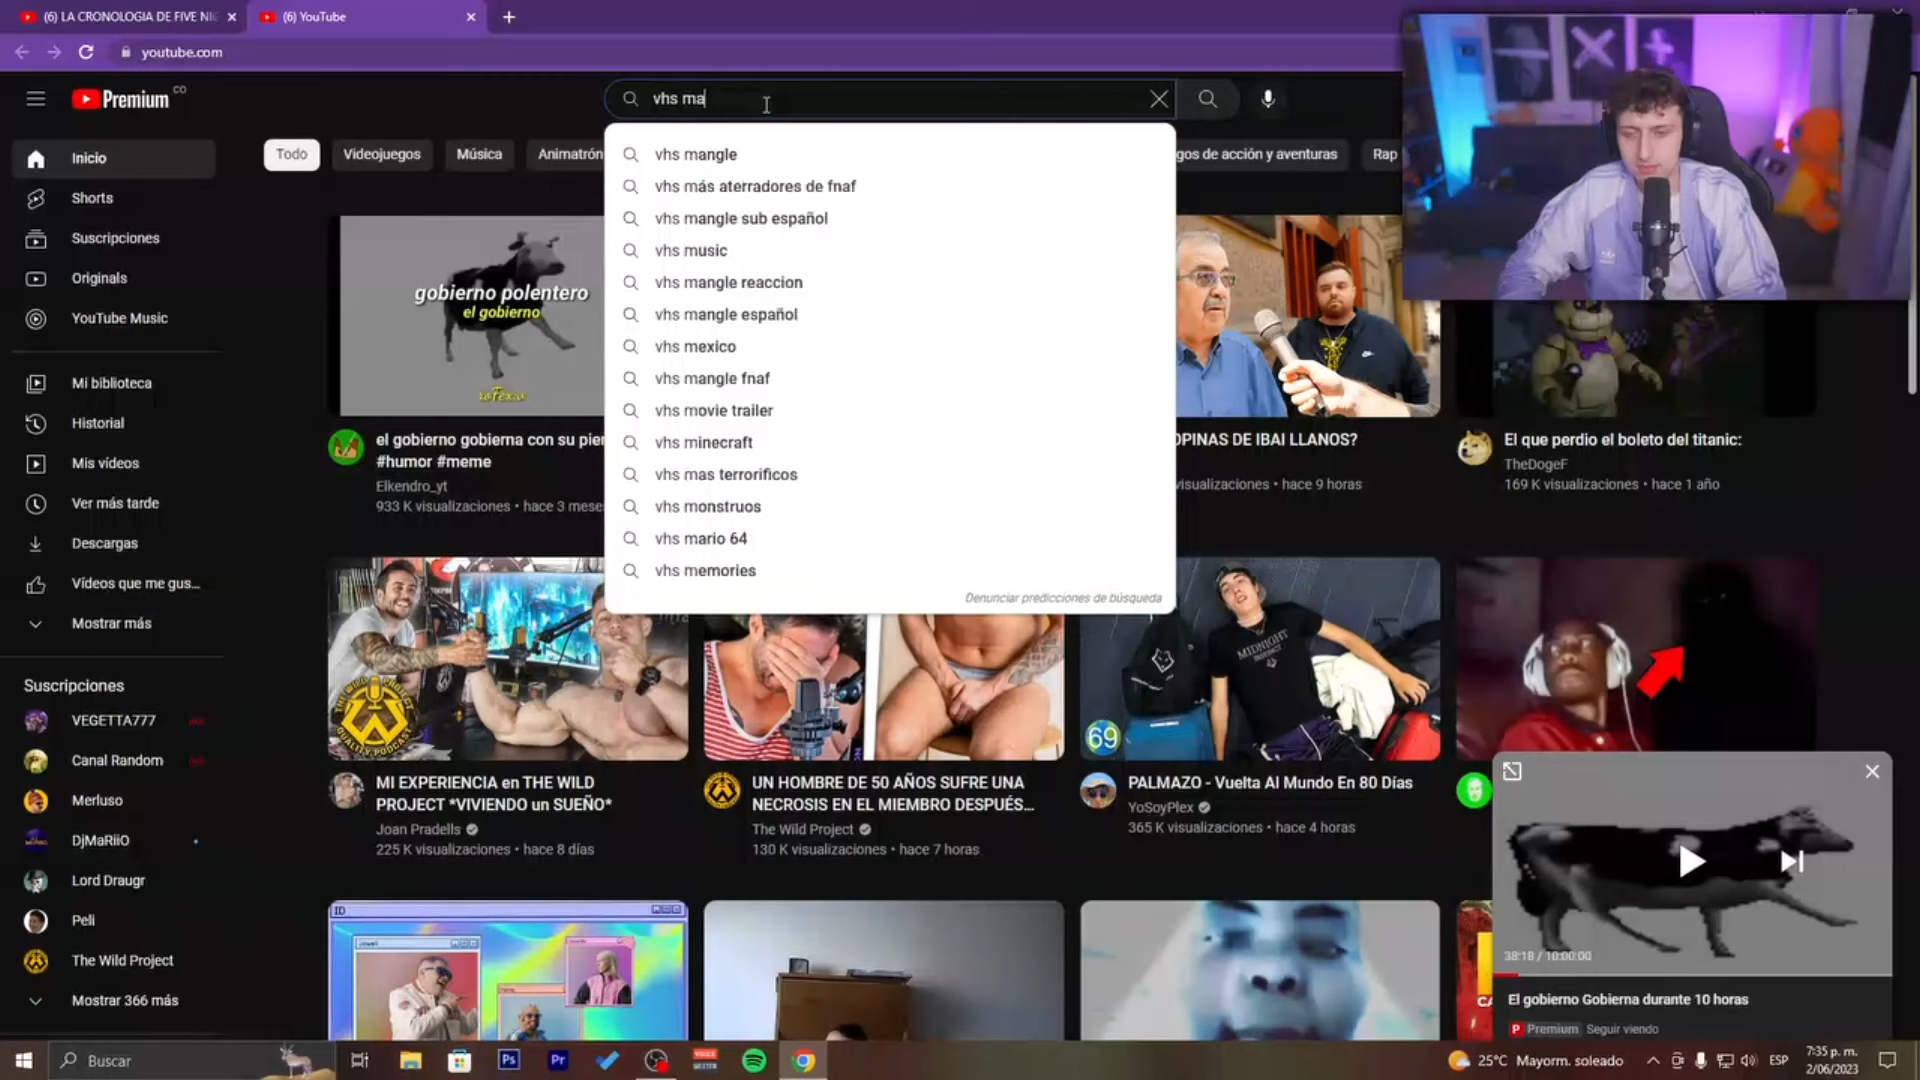 (6) LA CRONOLOGIA DE FIVE NIG
(6) YouTube
youtube.com
Premium CO
vhs ma
Todo
Videojuegos
Música
Animatrón
gos de acción y aventuras
Rap
vhs mangle
vhs más aterradores de fnaf
vhs mangle sub español
vhs music
vhs mangle reaccion
vhs mangle español
vhs mexico
vhs mangle fnaf
vhs movie trailer
vhs minecraft
vhs mas terrorificos
vhs monstruos
vhs mario 64
vhs memories
Denunciar predicciones de búsqueda
Inicio
Shorts
Suscripciones
Originals
YouTube Music
Mi biblioteca
Historial
Mis vídeos
Ver más tarde
Descargas
Vídeos que me gus...
Mostrar más
Suscripciones
VEGETTA777
Canal Random
Merluso
DjMaRiiO
Lord Draugr
Peli
The Wild Project
Mostrar 366 más
gobierno polentero
el gobierno
el gobierno gobierna con su pier
#humor #meme
Elkendro_yt
933 K visualizaciones • hace 3 mese
OPINAS DE IBAI LLANOS?
visualizaciones • hace 9 horas
El que perdio el boleto del titanic:
TheDogeF
169 K visualizaciones • hace 1 año
MI EXPERIENCIA en THE WILD
PROJECT *VIVIENDO un SUEÑO*
Joan Pradells
225 K visualizaciones • hace 8 días
UN HOMBRE DE 50 AÑOS SUFRE UNA
NECROSIS EN EL MIEMBRO DESPUÉS...
The Wild Project
130 K visualizaciones • hace 7 horas
MIDNIGHT
69
PALMAZO - Vuelta Al Mundo En 80 Días
YoSoyPlex
365 K visualizaciones • hace 4 horas
ID
38:18 / 10:00:00
El gobierno Gobierna durante 10 horas
P Premium Seguir viendo
Buscar
Ps
Pr
25°C Mayorm. soleado
ESP
7:35 p. m.
2/06/2023